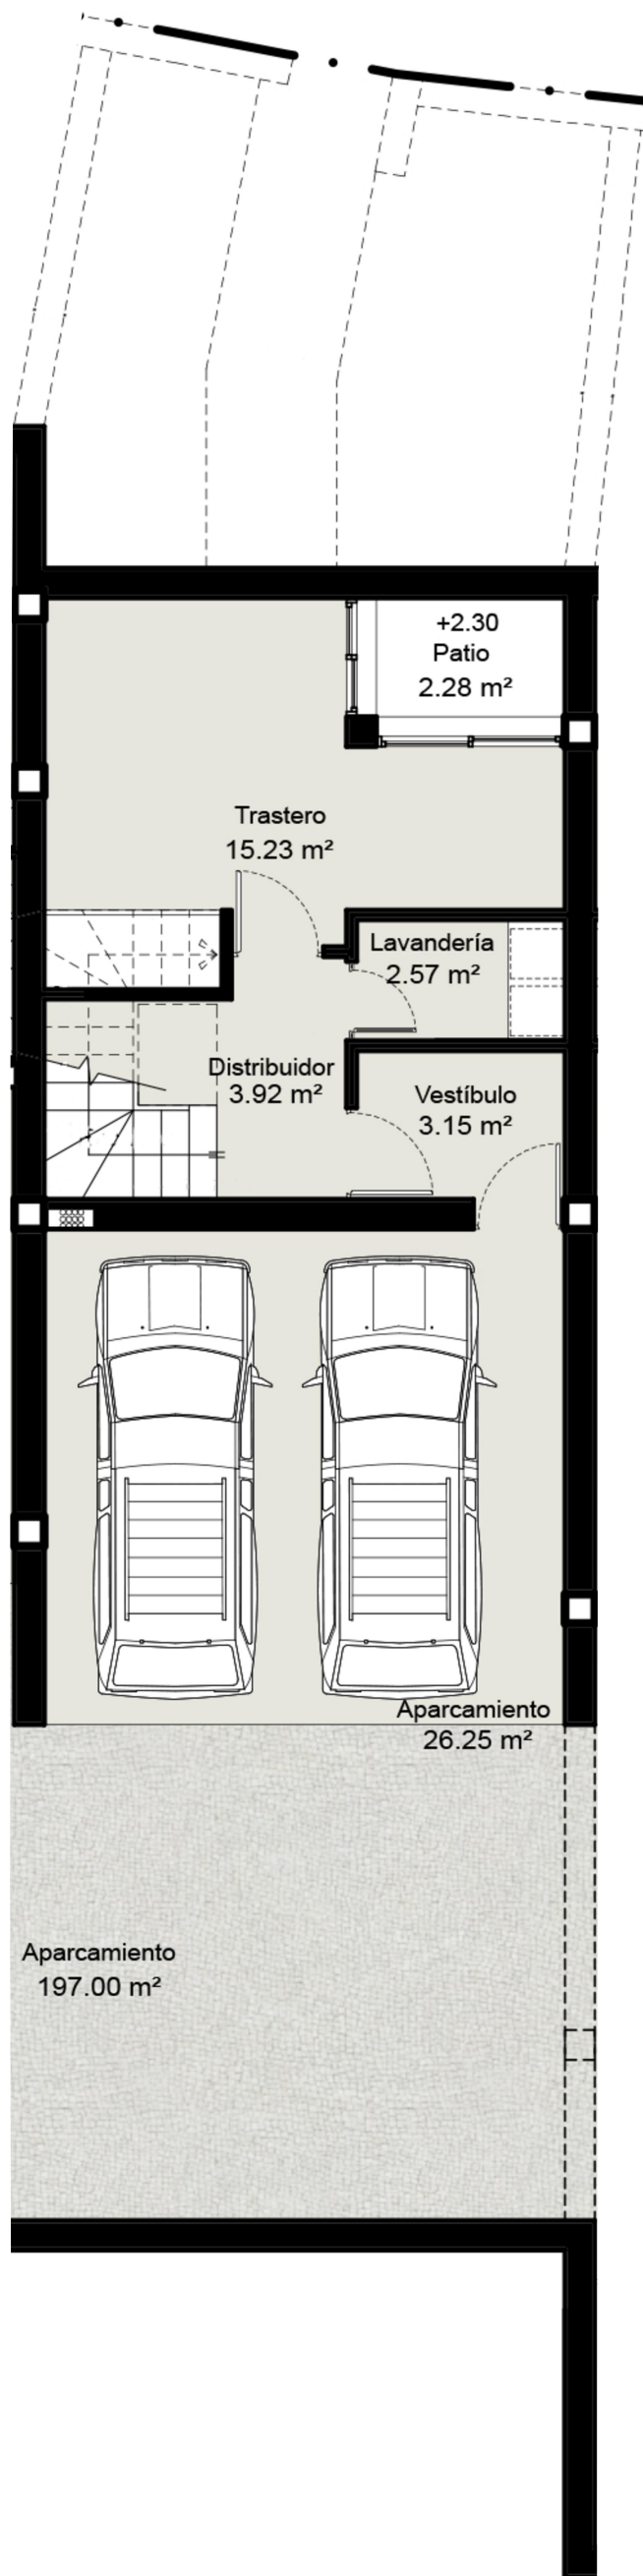 +2.30
Patio
2.28 m²
Trastero
15.23 m²
Lavandería
2.57 m²
Distribuidor
3.92 m²
Vestíbulo
3.15 m²
Aparcamiento
26.25 m²
Aparcamiento
197.00 m²